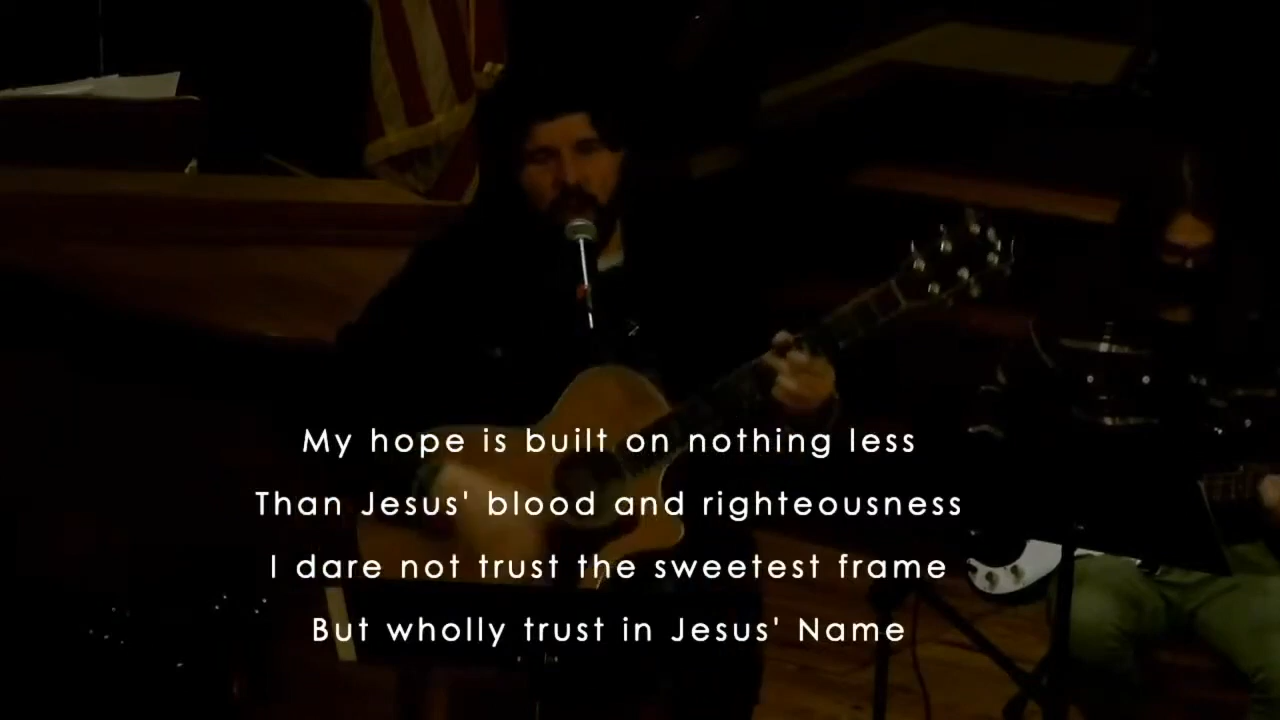 My hope is built on nothing less
Than Jesus' blood and righteousness
I dare not trust the sweetest frame
But wholly trust in Jesus' Name